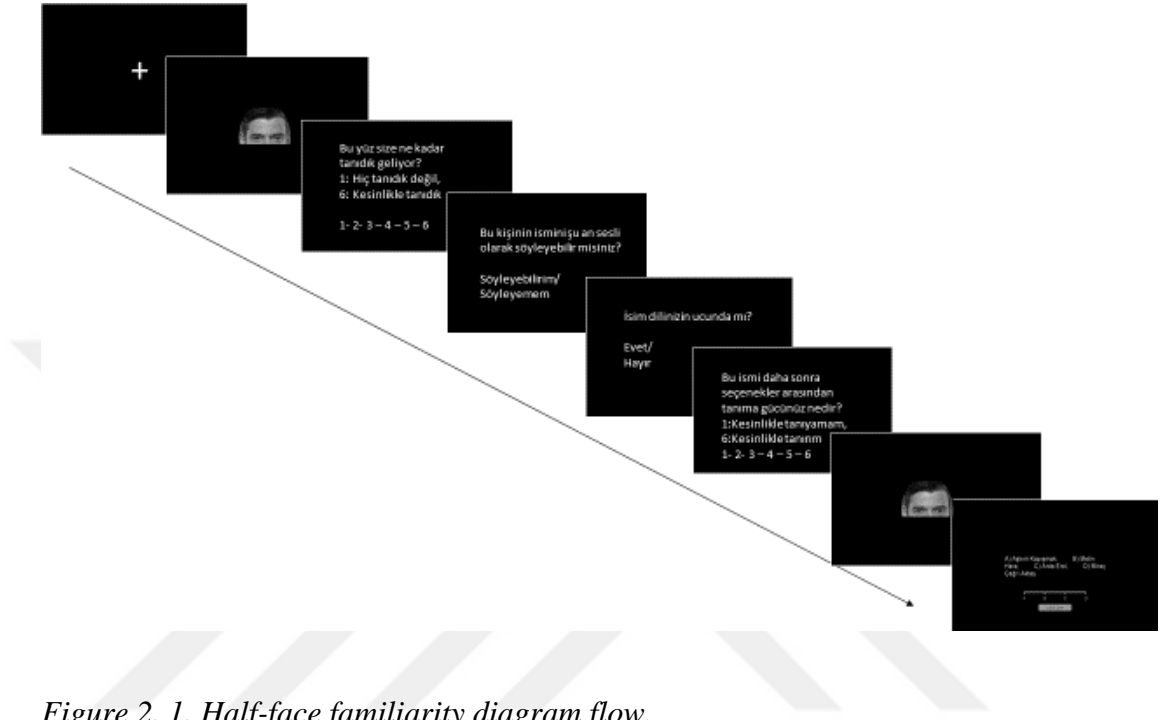 +
Bu yüz size ne kadar
tanıdık geliyor?
1: Hiç tanıdık değil,
6: Kesinlikle tanıdık
1- 2- 3 – 4 – 5 – 6
Bu kişinin ismini şu an sesli
olarak söyleyebilir misiniz?
Söyleyebilirim/
Söyleyemem
İsim dilinizin ucunda mı?
Evet/
Hayır
Bu ismi daha sonra
seçenekler arasından
tanıma gücünüz nedir?
1:Kesinlikle tanıyamam,
6:Kesinlikle tanırım
1- 2- 3 – 4 – 5 – 6
Figure 2. 1. Half-face familiarity diagram flow.